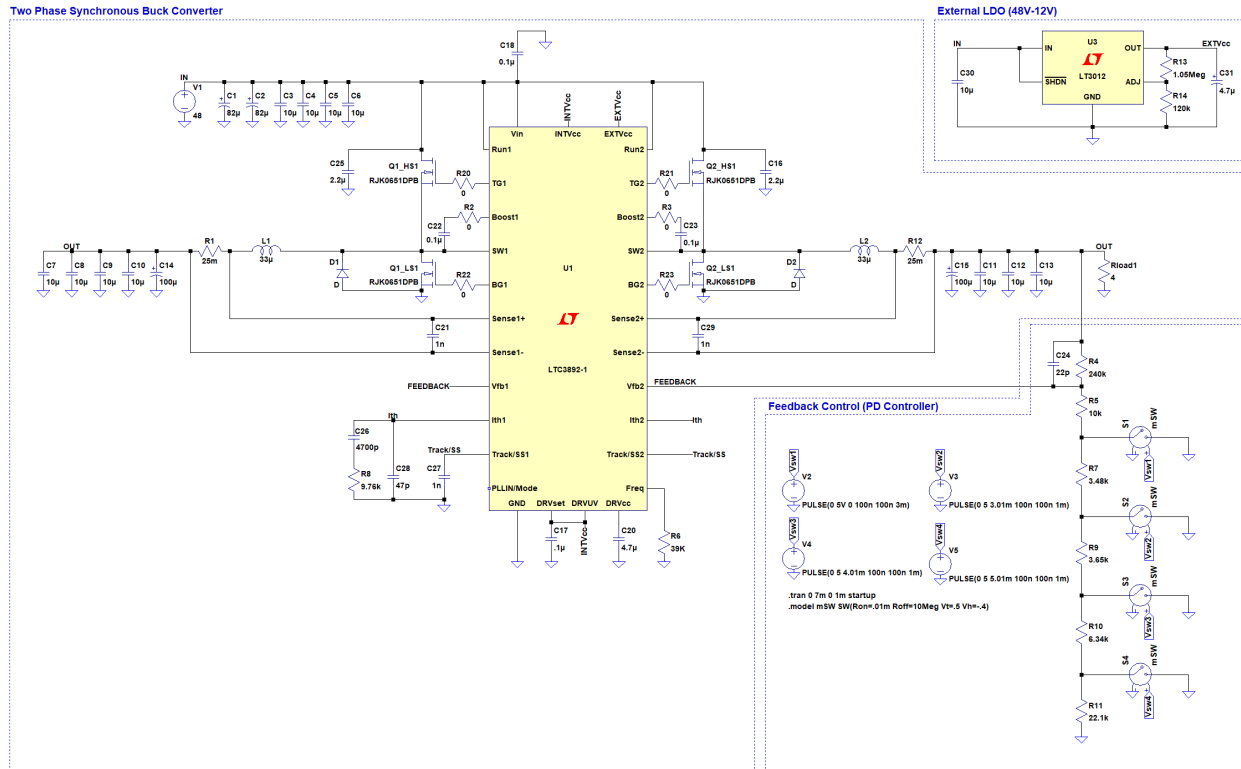 Two Phase Synchronous Buck Converter
External LDO (48V-12V)
C18
0.1µ
IN
V1
48
C1
82µ
C2
82µ
C3
10µ
C4
10µ
C5
10µ
C6
10µ
INTVcc
EXTVcc
Vin
INTVcc
EXTVcc
Run1
Run2
C25
2.2µ
Q1_HS1
RJK0651DPB
R20
0
TG1
TG2
R21
0
Q2_HS1
RJK0651DPB
C16
2.2µ
R2
0
C22
0.1µ
Boost1
Boost2
R3
0
C23
0.1µ
OUT
R1
25m
L1
33µ
SW1
SW2
L2
33µ
R12
25m
OUT
C7
10µ
C8
10µ
C9
10µ
C10
10µ
C14
100µ
D1
D
Q1_LS1
RJK0651DPB
R22
0
BG1
U1
BG2
R23
0
Q2_LS1
RJK0651DPB
D2
D
C15
100µ
C11
10µ
C12
10µ
C13
10µ
Rload1
4
Sense1+
Sense2+
C21
1n
C29
1n
Sense1-
Sense2-
LTC3892-1
FEEDBACK
Vfb1
Vfb2
FEEDBACK
Ith
Ith1
Ith2
Ith
C26
4700p
R8
9.76k
C28
47p
Track/SS
C27
1n
Track/SS1
Track/SS2
Track/SS
PLLIN/Mode
Freq
GND
DRVset
DRVUV
DRVcc
C17
.1µ
INTVcc
C20
4.7µ
R6
39K
IN
C30
10µ
U3
IN
OUT
LT3012
SHDN
ADJ
GND
EXTVcc
R13
1.05Meg
R14
120k
C31
4.7µ
C24
22p
R4
240k
R5
10k
Feedback Control (PD Controller)
S1
mSW
Vsw1
R7
3.48k
S2
mSW
Vsw2
R9
3.65k
S3
mSW
Vsw3
R10
6.34k
S4
mSW
Vsw4
R11
22.1k
Vsw1
V2
PULSE(0 5V 0 100n 100n 3m)
Vsw2
V3
PULSE(0 5 3.01m 100n 100n 1m)
Vsw3
V4
PULSE(0 5 4.01m 100n 100n 1m)
Vsw4
V5
PULSE(0 5 5.01m 100n 100n 1m)
.tran 0 7m 0 1m startup
.model mSW SW(Ron=.01m Roff=10Meg Vt=.5 Vh=-.4)